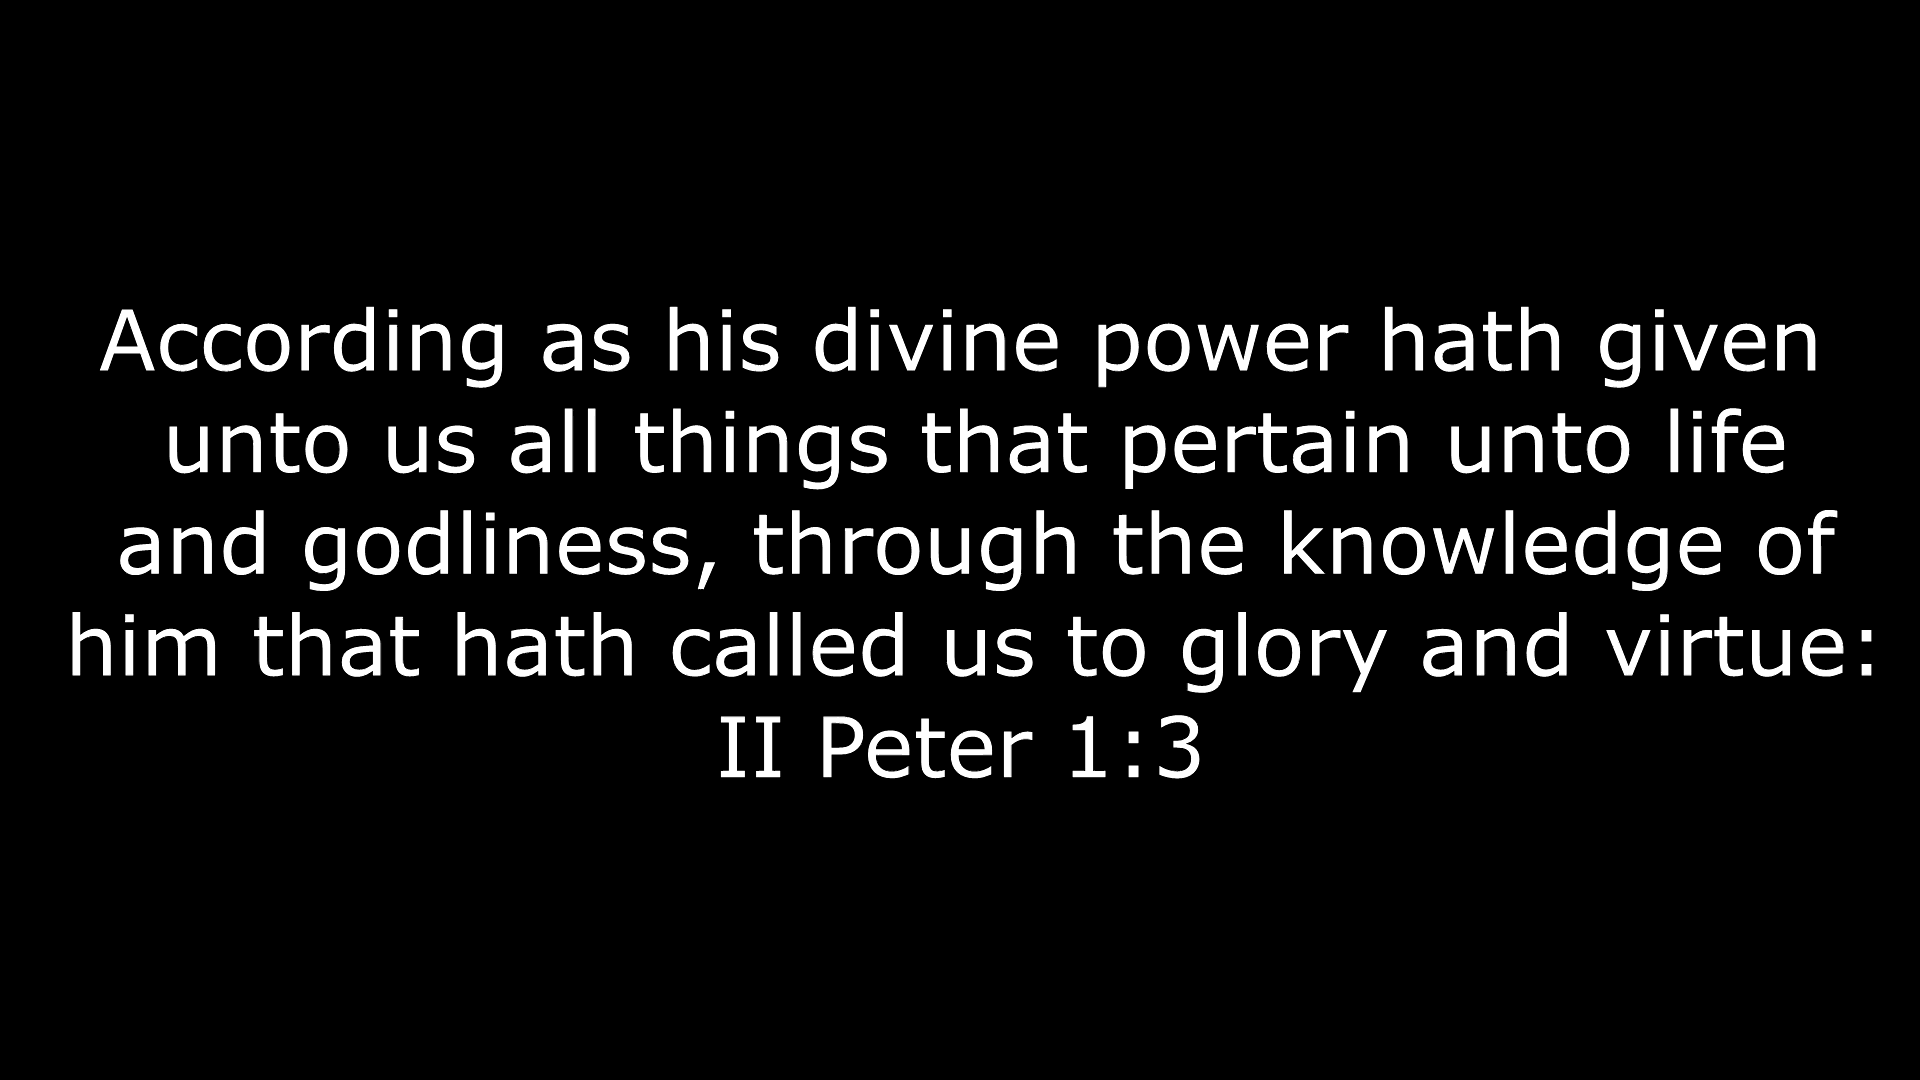 According as his divine power hath given
unto us all things that pertain unto life
and godliness, through the knowledge of
him that hath called us to glory and virtue:
II Peter 1:3